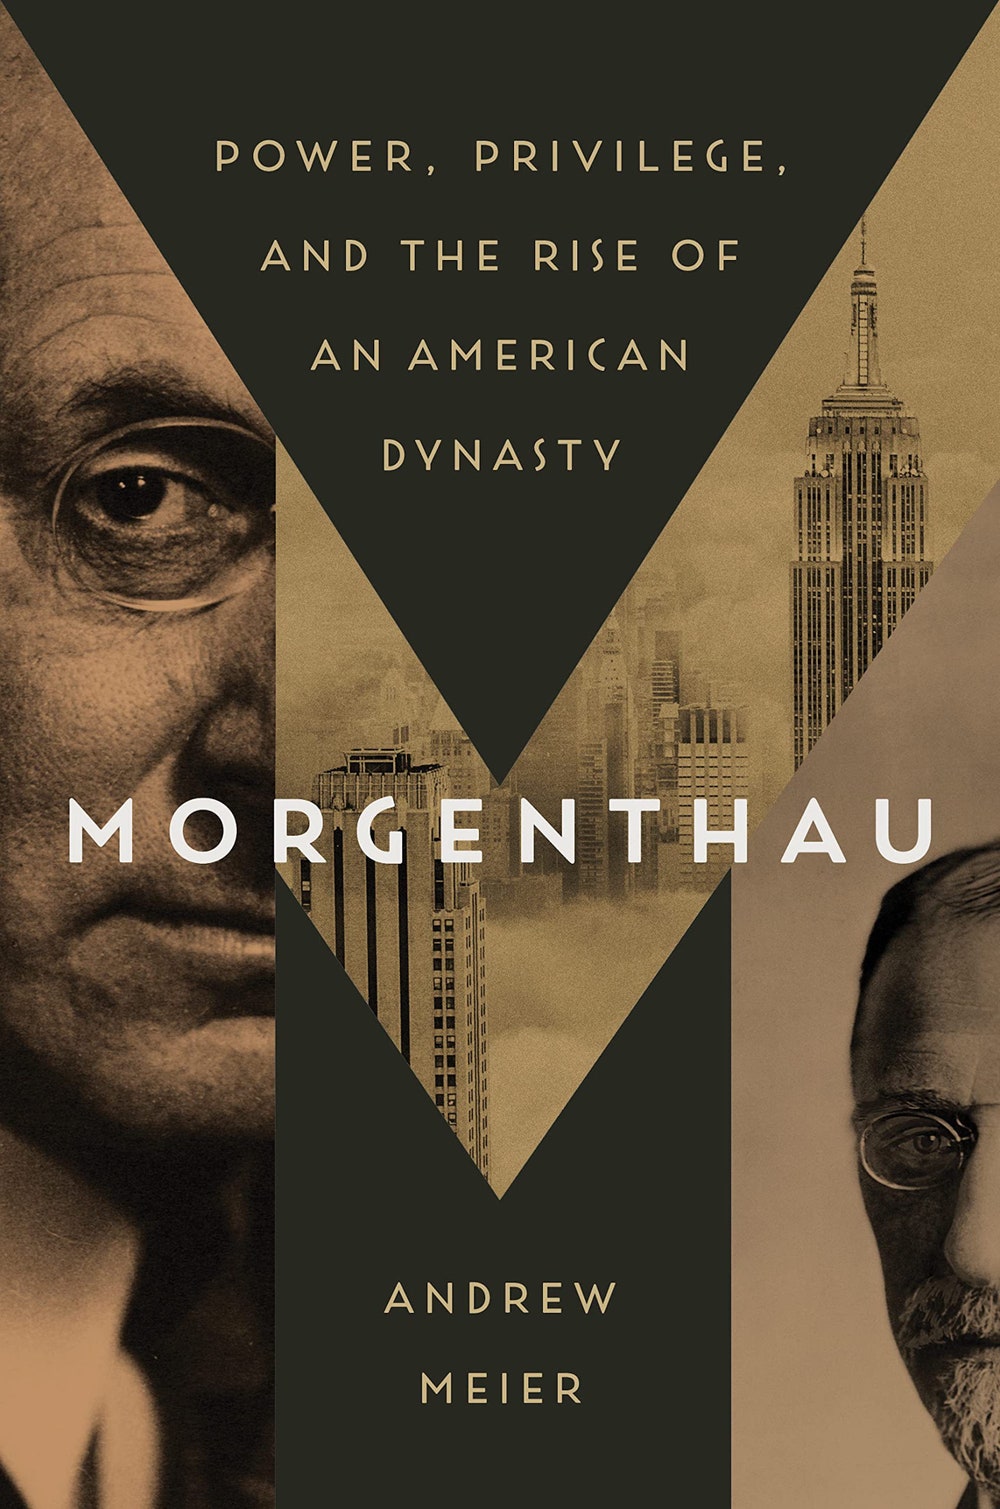 POWER, PRIVILEGE,
AND THE RISE OF
AN AMERICAN
DYNASTY
MORGENTHAU
ANDREW
MEIER